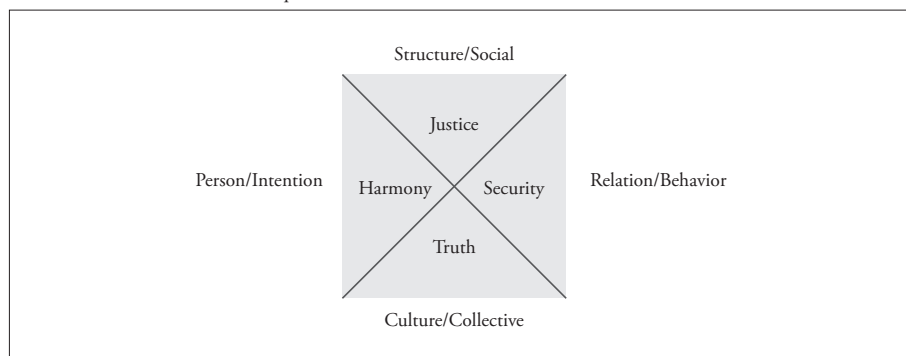 Structure/Social
Justice
Person/Intention Harmony Security Relation/Behavior
Truth
Culture/Collective